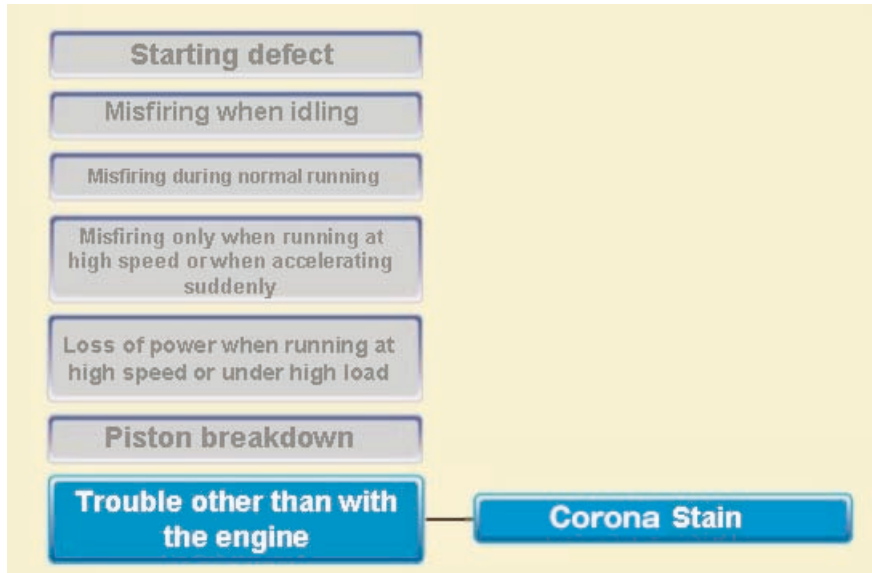 Starting defect
Misfiring when idling
Misfiring during normal running
Misfiring only when running at
high speed or when accelerating
suddenly
Loss of power when running at
high speed or under high load
Piston breakdown
Trouble other than with
the engine
Corona Stain